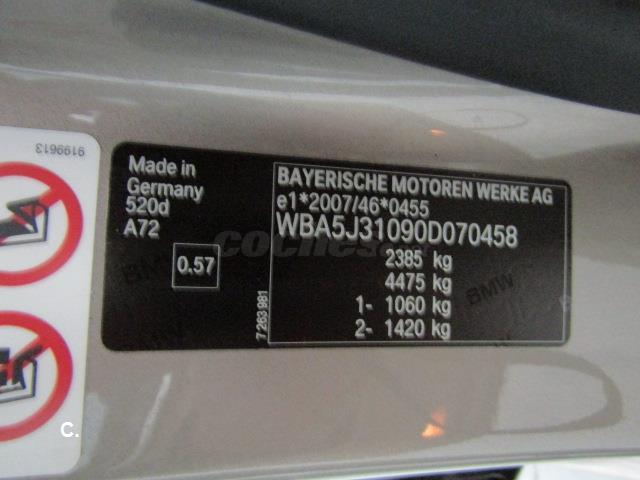 9199613
Made in
Germany
520d
A72
0.57
7 263 981
BAYERISCHE MOTOREN WERKE AG
e1*2007/46*0455
WBA5J31090D070458
2385 kg
4475 kg
1- 1060 kg
2- 1420 kg
BMW
coches
C.